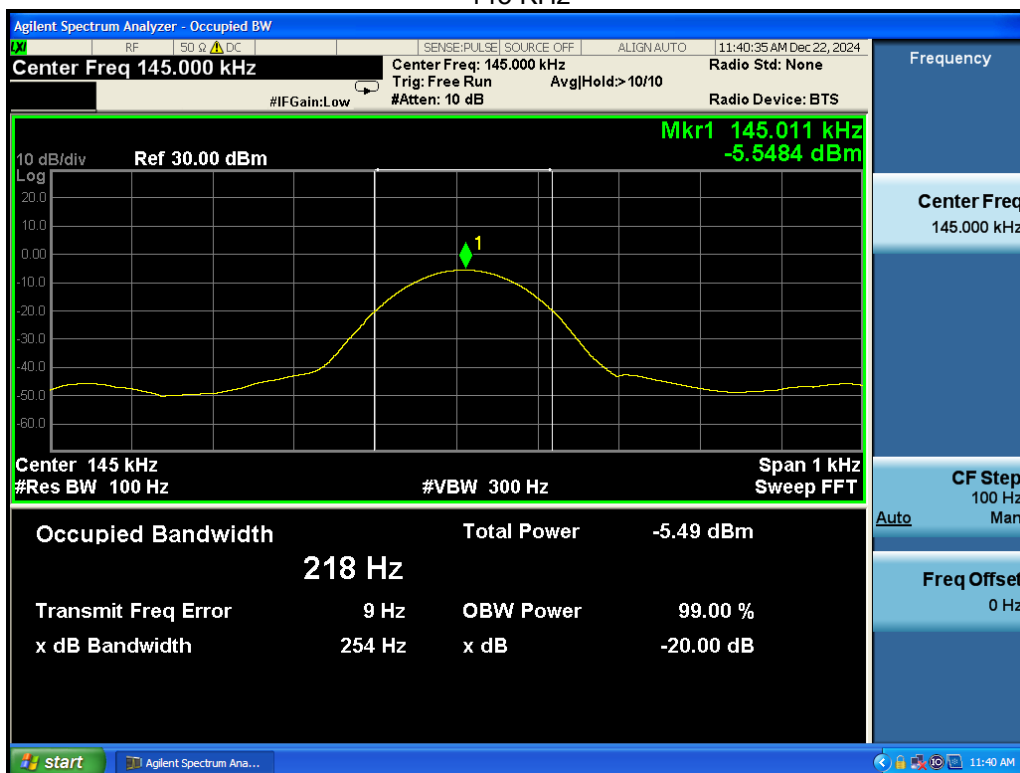 Agilent Spectrum Analyzer - Occupied BW
LXI RF 50 Ω DC SENSE:PULSE SOURCE OFF ALIGN AUTO 11:40:35 AM Dec 22, 2024
Center Freq 145.000 kHz Center Freq: 145.000 kHz Radio Std: None
Trig: Free Run Avg|Hold:>10/10
#IFGain:Low #Atten: 10 dB Radio Device: BTS
Mkr1 145.011 kHz
10 dB/div Ref 30.00 dBm -5.5484 dBm
Log
20.0
10.0
1
0.00
-10.0
-20.0
-30.0
-40.0
-50.0
-60.0
Center 145 kHz Span 1 kHz
#Res BW 100 Hz #VBW 300 Hz Sweep FFT
Occupied Bandwidth Total Power -5.49 dBm
218 Hz
Transmit Freq Error 9 Hz OBW Power 99.00 %
x dB Bandwidth 254 Hz x dB -20.00 dB
Frequency
Center Freq
145.000 kHz
CF Step
100 Hz
Auto Man
Freq Offset
0 Hz
start Agilent Spectrum Ana... 11:40 AM